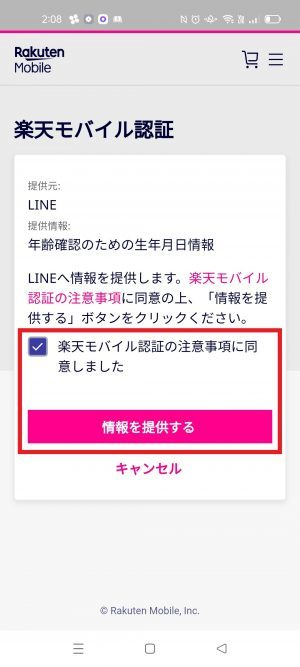 2:08
Rakuten
Mobile
楽天モバイル認証
提供元:
LINE
提供情報:
年齢確認のための生年月日情報
LINEへ情報を提供します。楽天モバイル
認証の注意事項に同意の上、「情報を提
供する」ボタンをクリックください。
楽天モバイル認証の注意事項に同
意しました
情報を提供する
キャンセル
© Rakuten Mobile, Inc.